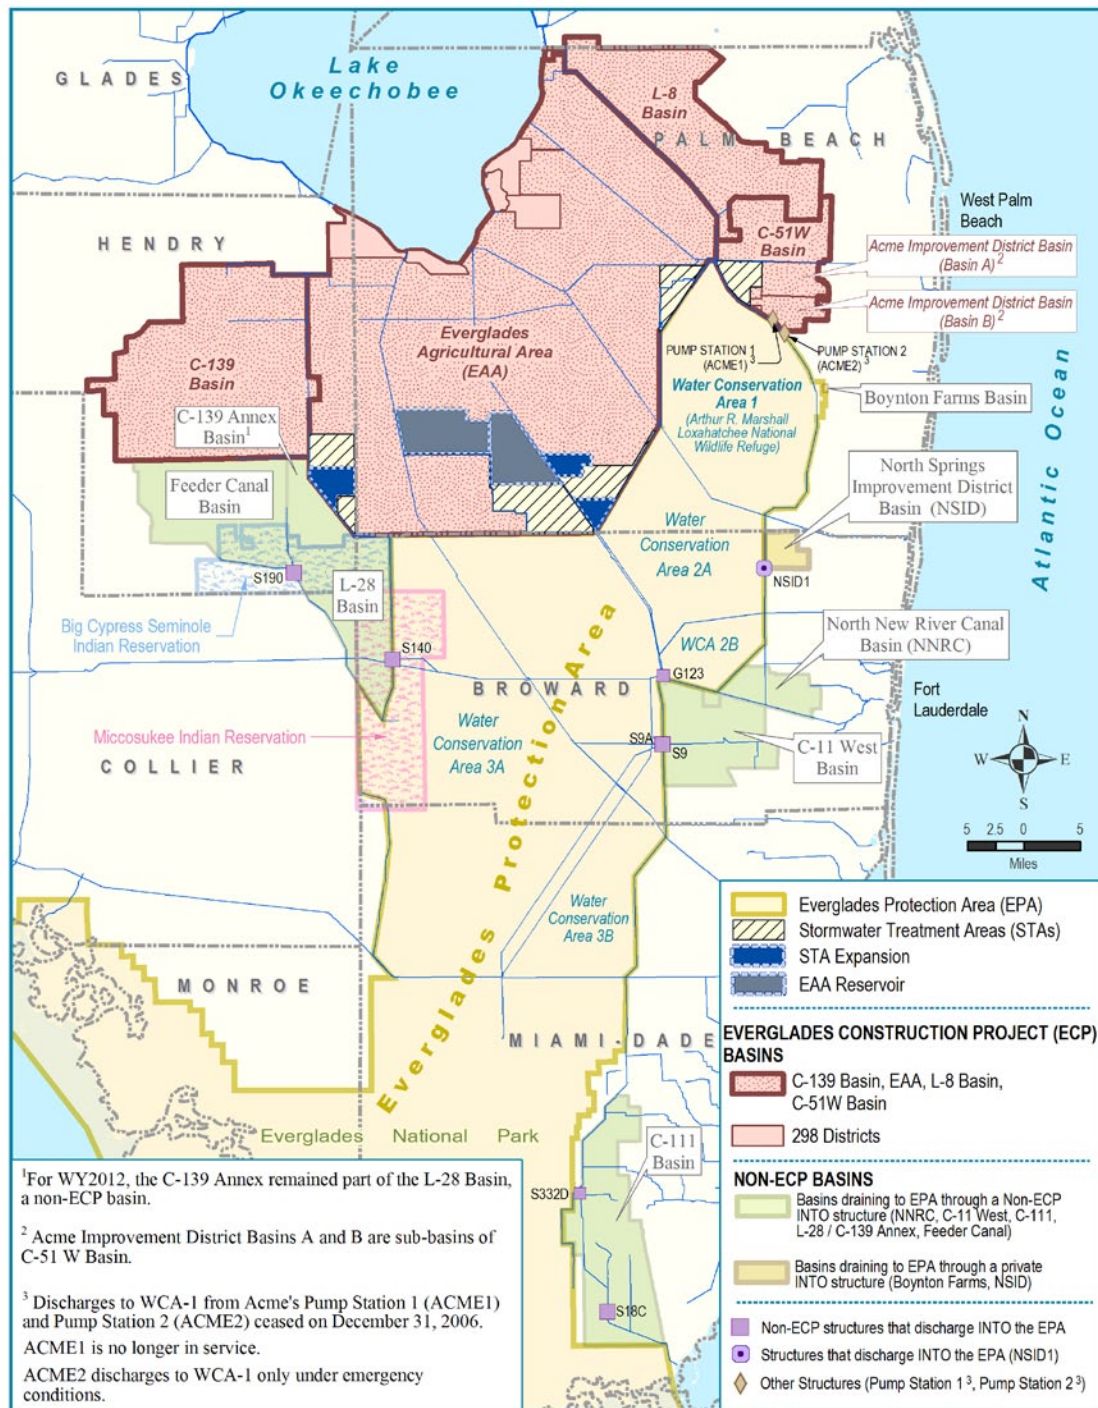 Lake
Okeechobee
GLADES
L-8
Basin
PALM BEACH
West Palm
Beach
HENDRY
C-51W
Basin
Acme Improvement District Basin
(Basin A) 2
Acme Improvement District Basin
(Basin B) 2
Everglades
Agricultural Area
(EAA)
PUMP STATION 1
(ACME1) 3
PUMP STATION 2
(ACME2) 3
C-139
Basin
Water Conservation
Area 1
(Arthur R. Marshall
Loxahatchee National
Wildlife Refuge)
Boynton Farms Basin
Atlantic Ocean
C-139 Annex
Basin1
Feeder Canal
Basin
North Springs
Improvement District
Basin (NSID)
Water
Conservation
Area 2A
S190
NSID1
L-28
Basin
Big Cypress Seminole
Indian Reservation
North New River Canal
Basin (NNRC)
WCA 2B
S140
G123
BROWARD
Fort
Lauderdale
Miccosukee Indian Reservation
COLLIER
Water
Conservation
Area 3A
S9A
S9
C-11 West
Basin
N
W
E
S
5 2.5 0 5
Miles
Everglades Protection Area
Water
Conservation
Area 3B
MONROE
MIAMI-DADE
Everglades National Park
C-111
Basin
S332D
S18C
Everglades Protection Area (EPA)
Stormwater Treatment Areas (STAs)
STA Expansion
EAA Reservoir
EVERGLADES CONSTRUCTION PROJECT (ECP)
BASINS
C-139 Basin, EAA, L-8 Basin,
C-51W Basin
298 Districts
NON-ECP BASINS
Basins draining to EPA through a Non-ECP
INTO structure (NNRC, C-11 West, C-111,
L-28 / C-139 Annex, Feeder Canal)
Basins draining to EPA through a private
INTO structure (Boynton Farms, NSID)
Non-ECP structures that discharge INTO the EPA
Structures that discharge INTO the EPA (NSID1)
Other Structures (Pump Station 1 3, Pump Station 2 3)
1For WY2012, the C-139 Annex remained part of the L-28 Basin,
a non-ECP basin.
2 Acme Improvement District Basins A and B are sub-basins of
C-51 W Basin.
3 Discharges to WCA-1 from Acme's Pump Station 1 (ACME1)
and Pump Station 2 (ACME2) ceased on December 31, 2006.
ACME1 is no longer in service.
ACME2 discharges to WCA-1 only under emergency
conditions.